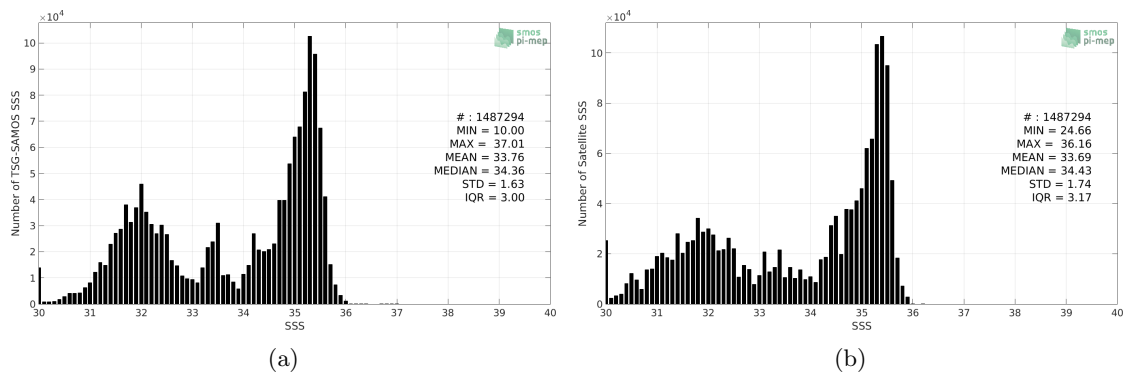 ×10⁴
10
9
8
7
6
5
4
3
2
1
0
Number of TSG-SAMOS SSS
smos
pi-mep
# : 1487294
MIN = 10.00
MAX = 37.01
MEAN = 33.76
MEDIAN = 34.36
STD = 1.63
IQR = 3.00
30 31 32 33 34 35 36 37 38 39 40
SSS
(a)
×10⁴
10
8
6
4
2
0
Number of Satellite SSS
smos
pi-mep
# : 1487294
MIN = 24.66
MAX = 36.16
MEAN = 33.69
MEDIAN = 34.43
STD = 1.74
IQR = 3.17
30 31 32 33 34 35 36 37 38 39 40
SSS
(b)